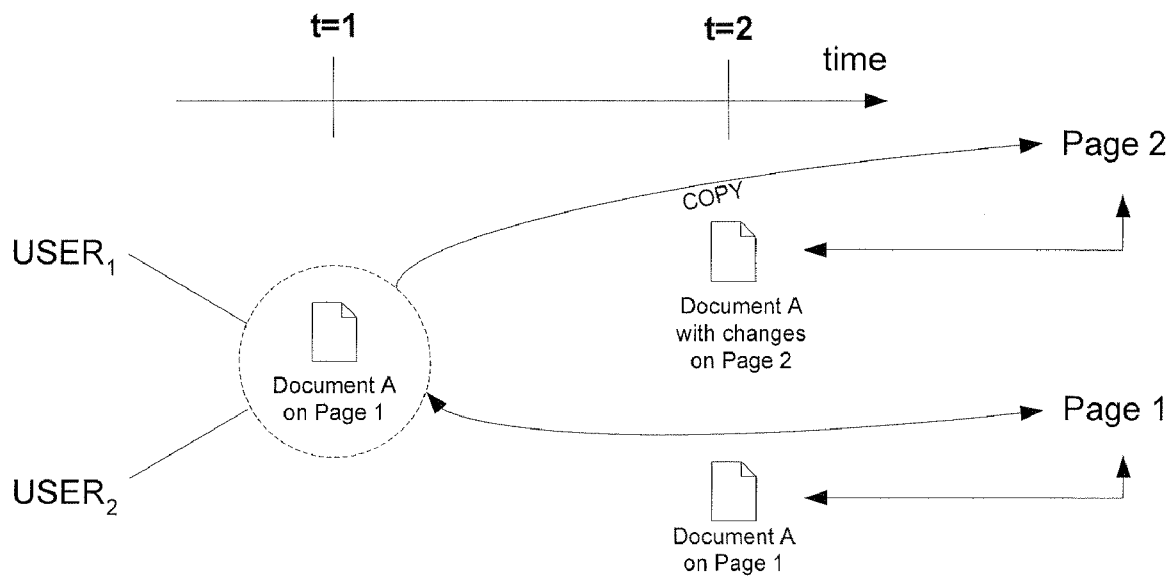 t=1
t=2
time
Page 2
COPY
USER₁
Document A
with changes
on Page 2
Document A
on Page 1
Page 1
USER₂
Document A
on Page 1